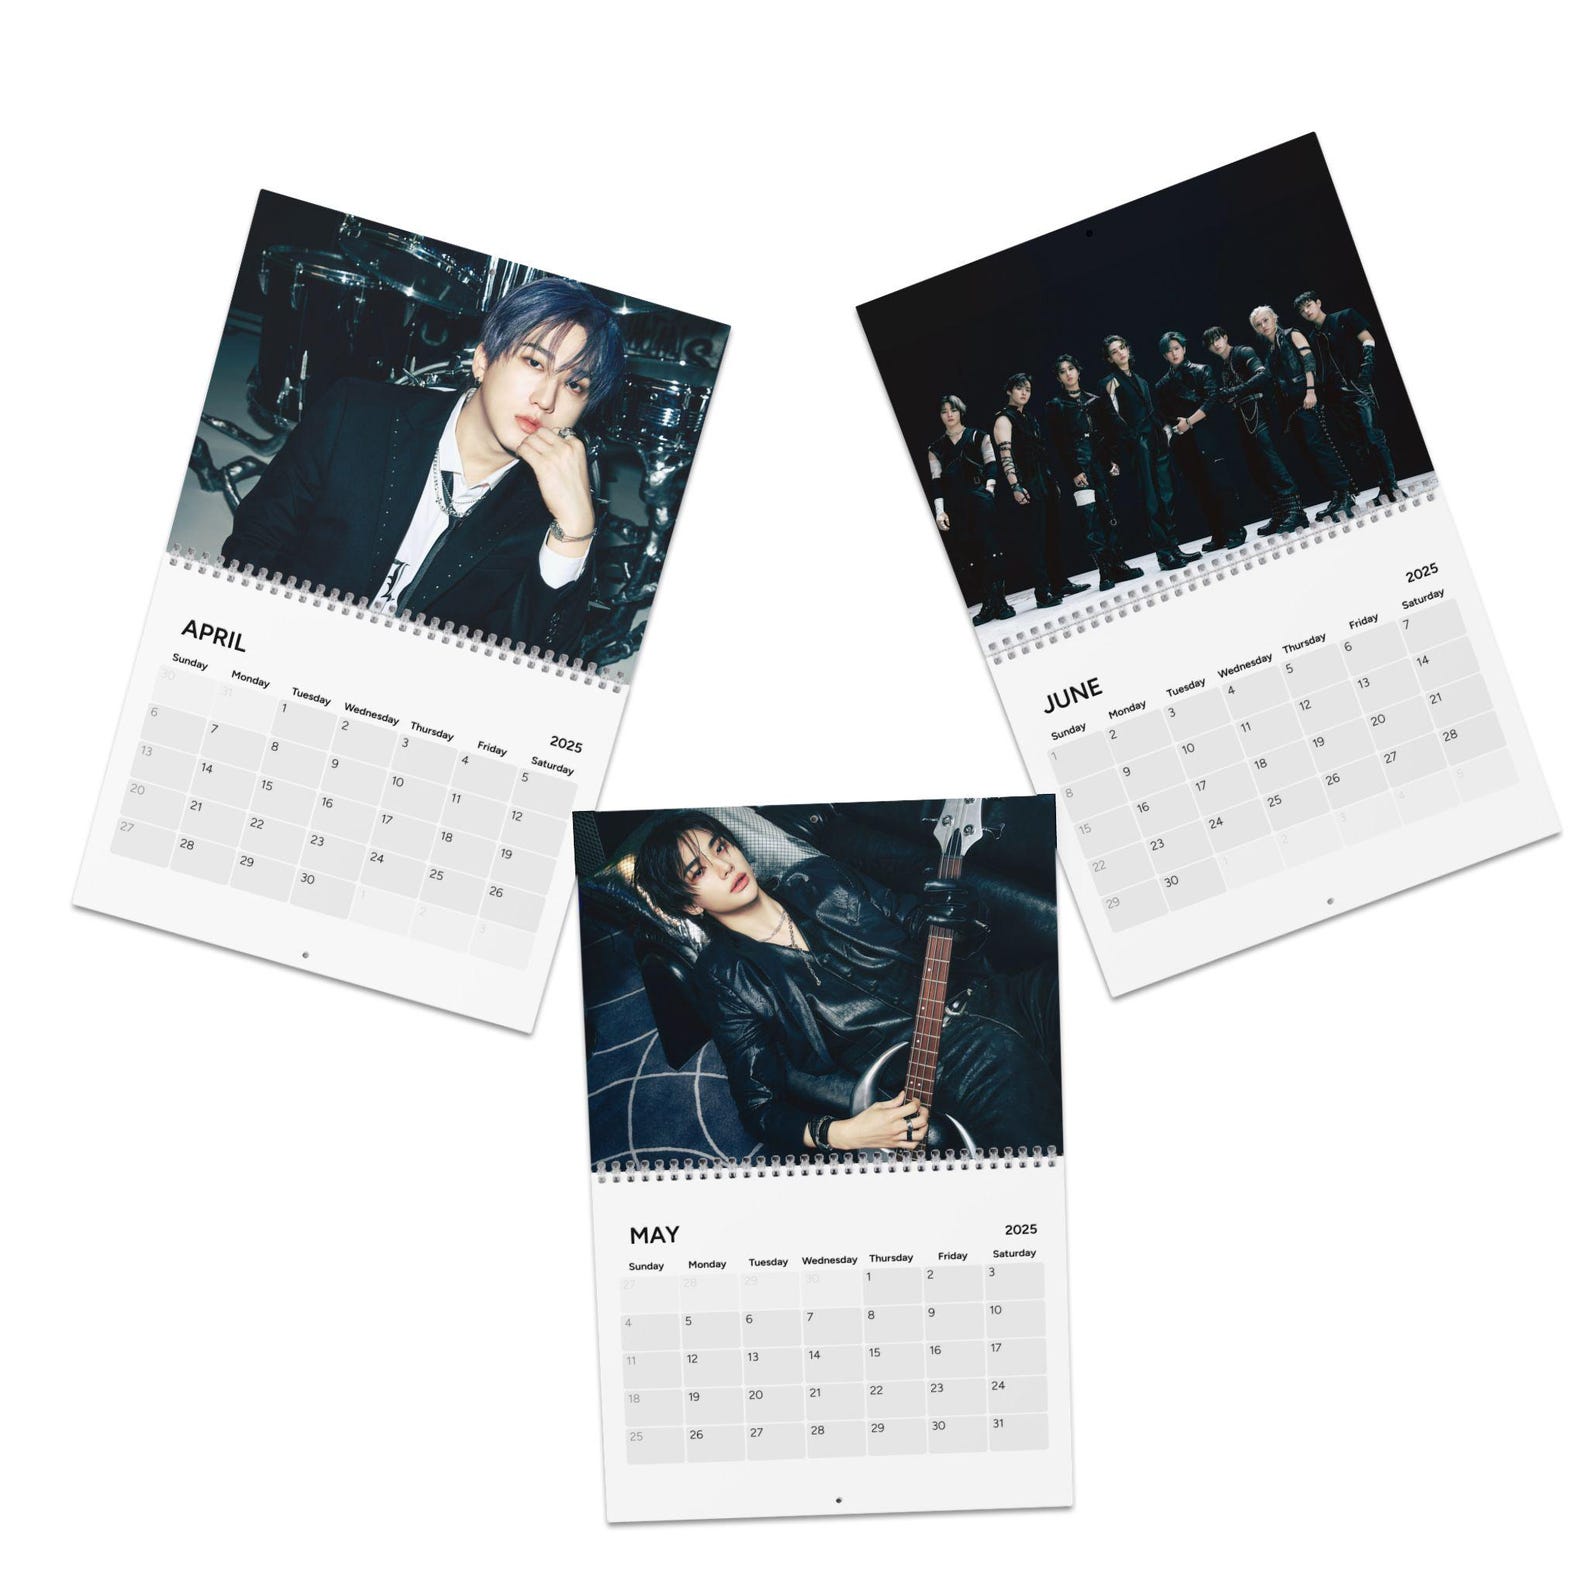 APRIL
2025
Sunday Monday Tuesday Wednesday Thursday Friday Saturday
30 31 1 2 3 4 5
6 7 8 9 10 11 12
13 14 15 16 17 18 19
20 21 22 23 24 25 26
27 28 29 30 1 2 3
JUNE
2025
Sunday Monday Tuesday Wednesday Thursday Friday Saturday
1 2 3 4 5 6 7
8 9 10 11 12 13 14
15 16 17 18 19 20 21
22 23 24 25 26 27 28
29 30 1 2 3 4 5
MAY
2025
Sunday Monday Tuesday Wednesday Thursday Friday Saturday
27 28 29 30 1 2 3
4 5 6 7 8 9 10
11 12 13 14 15 16 17
18 19 20 21 22 23 24
25 26 27 28 29 30 31